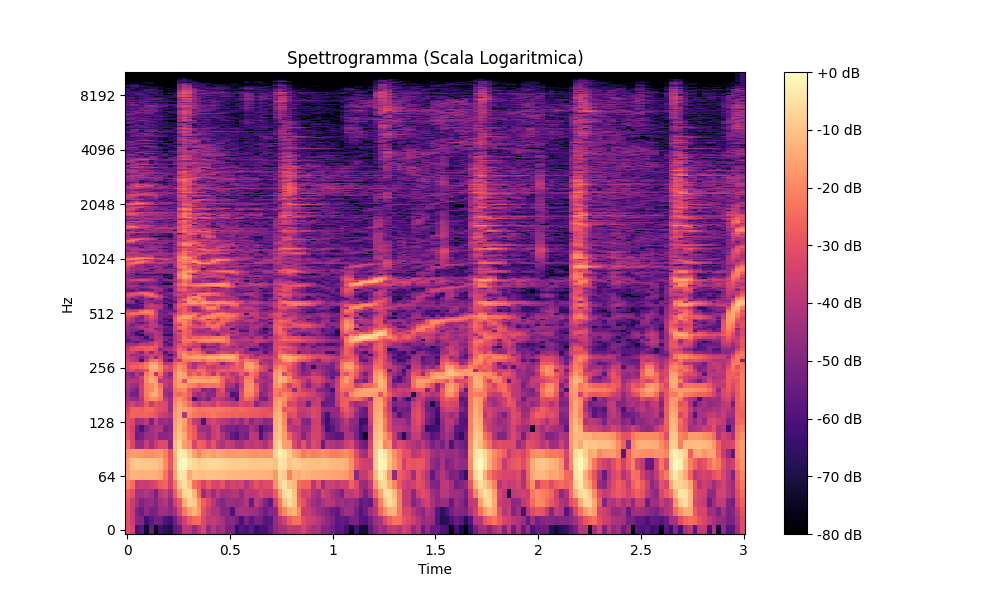 Spettrogramma (Scala Logaritmica)
8192
4096
2048
1024
512
256
128
64
0
Hz
0
0.5
1
1.5
2
2.5
3
Time
+0 dB
-10 dB
-20 dB
-30 dB
-40 dB
-50 dB
-60 dB
-70 dB
-80 dB